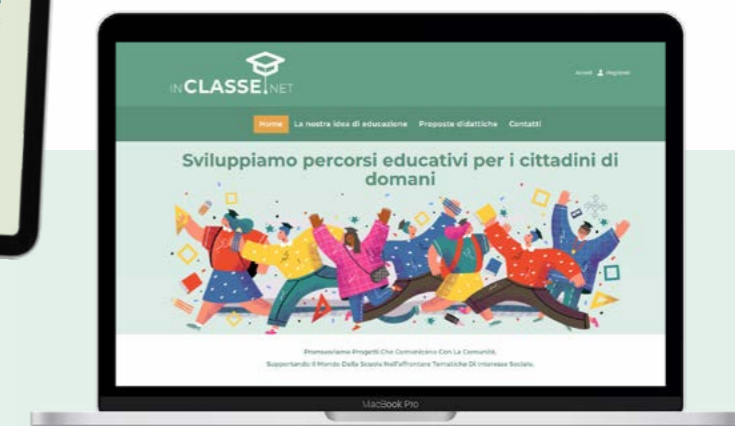 INCLASSE.NET
Accedi Registrati
Home La nostra idea di educazione Proposte didattiche Contatti
Sviluppiamo percorsi educativi per i cittadini di
domani
Promuoviamo Progetti Che Comunicano Con La Comunità,
Supportando Il Mondo Della Scuola Nell'affrontare Tematiche Di Interesse Sociale.
MacBook Pro